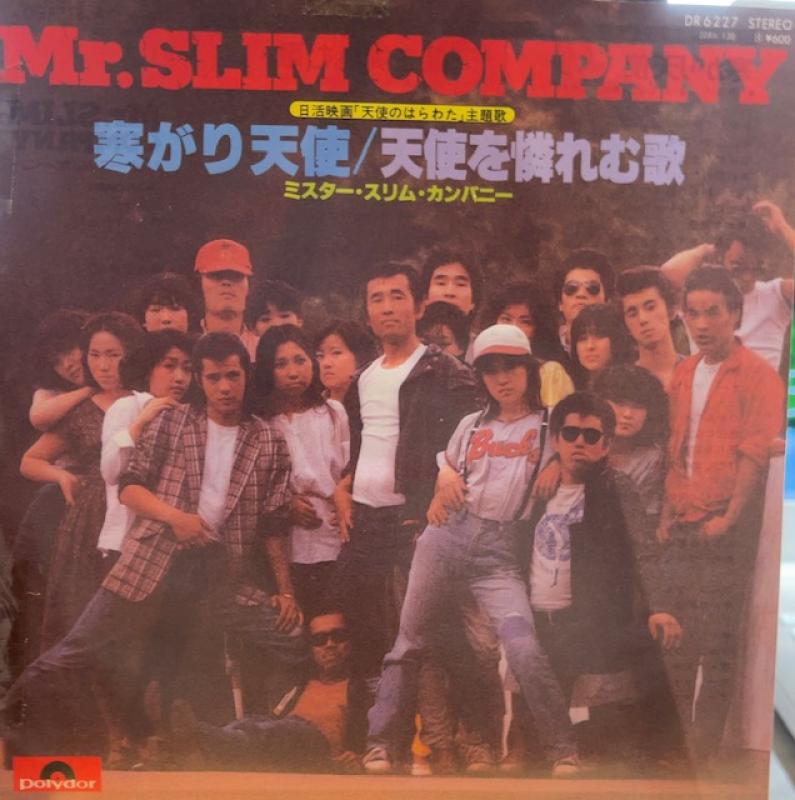 DR6227 STEREO
¥600
Mr. SLIM COMPANY
日活映画「天使のはらわた」主題歌
寒がり天使/天使を憐れむ歌
ミスター・スリム・カンパニー
Bucks
polydor